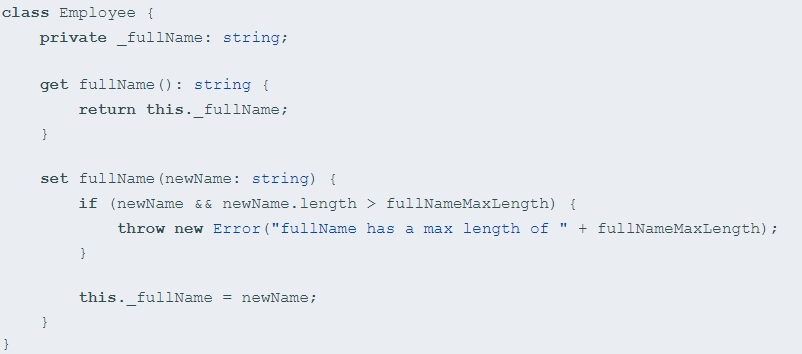 class Employee {
    private _fullName: string;

    get fullName(): string {
        return this._fullName;
    }

    set fullName(newName: string) {
        if (newName && newName.length > fullNameMaxLength) {
            throw new Error("fullName has a max length of " + fullNameMaxLength);
        }

        this._fullName = newName;
    }
}